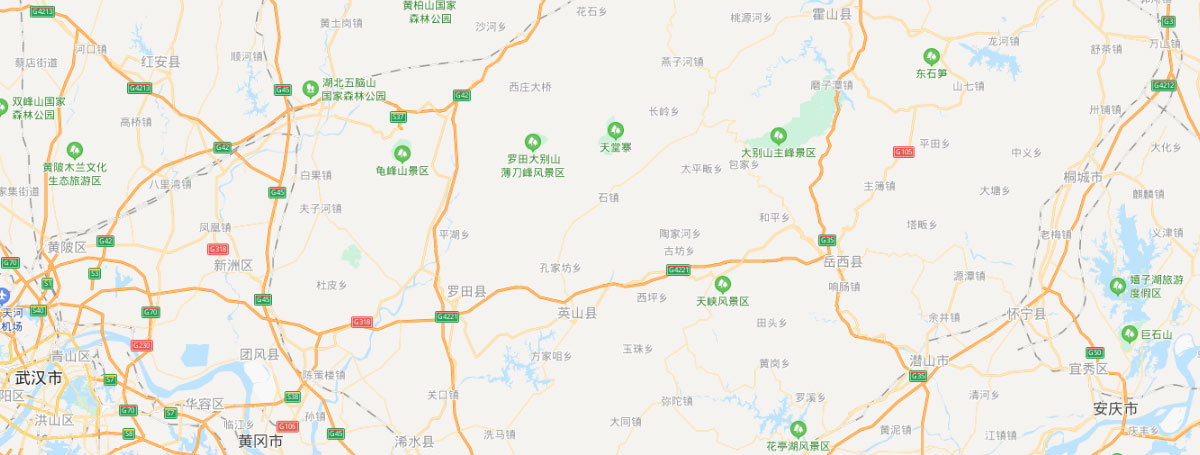 G4213
黄柏山国家
森林公园
花石乡
桃源河乡
霍山县
G3
黄土岗镇
沙河乡
河口镇
顺河镇
红安县
蔡店街道
燕子河镇
龙河镇
舒茶镇
万山镇
东石笋
G4213
G45
湖北五脑山
国家森林公园
G42
西庄大桥
磨子潭镇
山七镇
G4212
双峰山国家
森林公园
高桥镇
S37
长岭乡
卅铺镇
黄陂木兰文化
生态旅游区
G42
龟峰山景区
罗田大别山
薄刀峰风景区
天堂寨
大别山主峰景区
G105
平田乡
中义乡
大化乡
八里湾镇
白果镇
太平畈乡
包家乡
桐城市
家集街道
G45
石镇
主薄镇
大塘乡
麒麟镇
夫子河镇
凤凰镇
和平乡
塔畈乡
黄陂区
G42
G318
平湖乡
陶家河乡
G35
老梅镇
义津镇
G70
新洲区
古坊乡
孔家坊乡
G4221
岳西县
源潭镇
嬉子湖旅游
度假区
S1
杜皮乡
罗田县
西坪乡
天峡风景区
响肠镇
天河
机场
S40
G70
G45
G318
G4221
英山县
田头乡
余井镇
怀宁县
巨石山
G230
青山区
团风县
方家咀乡
玉珠乡
黄岗乡
潜山市
G50
宜秀区
武汉市
S7
陈策楼镇
G35
阳区
G70
华容区
S38
关口镇
弥陀镇
罗溪乡
清河乡
安庆市
洪山区
S7
临江乡
孙镇
大同镇
S8
G106
黄冈市
G45
浠水县
洗马镇
花亭湖风景区
黄泥镇
江镇镇
庆丰乡